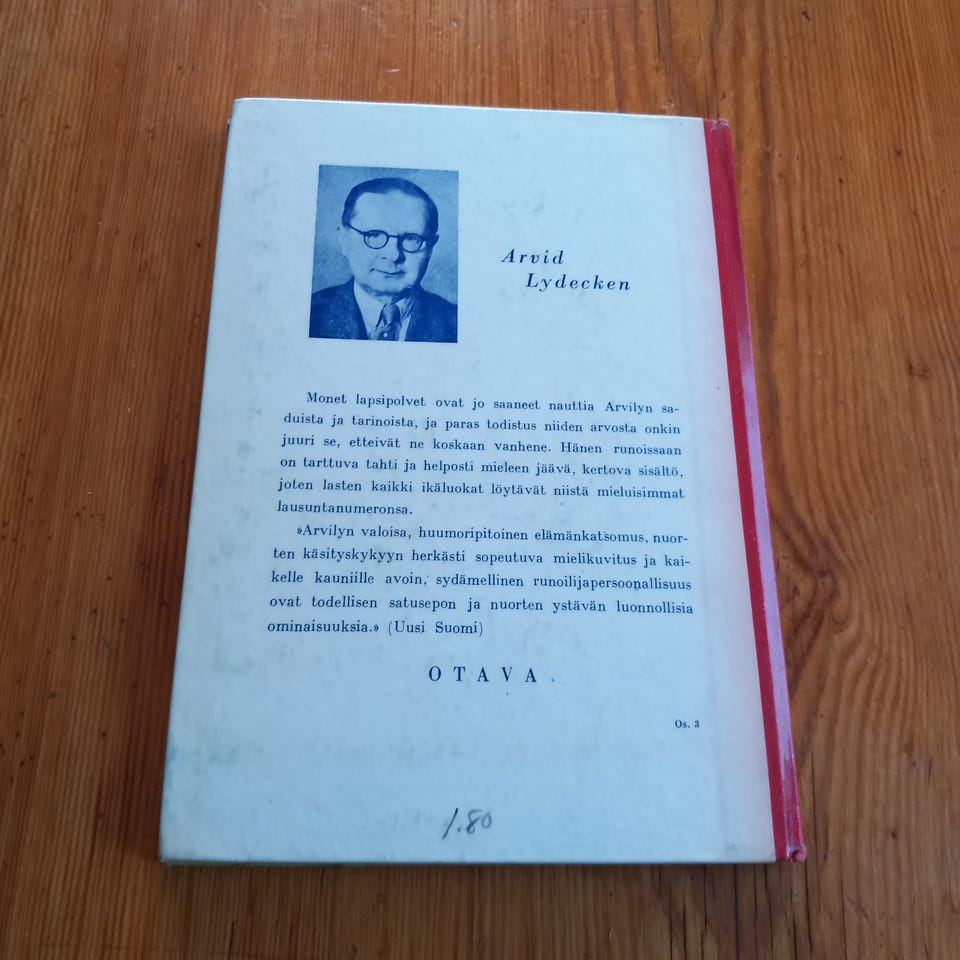 Arvid
Lydecken
Monet lapsipolvet ovat jo saaneet nauttia Arvilyn sa-
duista ja tarinoista, ja paras todistus niiden arvosta onkin
juuri se, etteivät ne koskaan vanhene. Hänen runoissaan
on tarttuva tahti ja helposti mieleen jäävä, kertova sisältö,
joten lasten kaikki ikäluokat löytävät niistä mieluisimmat
lausuntanumeronsa.
»Arvilyn valoisa, huumoripitoinen elämänkatsomus, nuor-
ten käsityskykyyn herkästi sopeutuva mielikuvitus ja kai-
kelle kauniille avoin, sydämellinen runoilijapersoonallisuus
ovat todellisen satusepon ja nuorten ystävän luonnollisia
ominaisuuksia.» (Uusi Suomi)
OTAVA
Os. 3
1.80